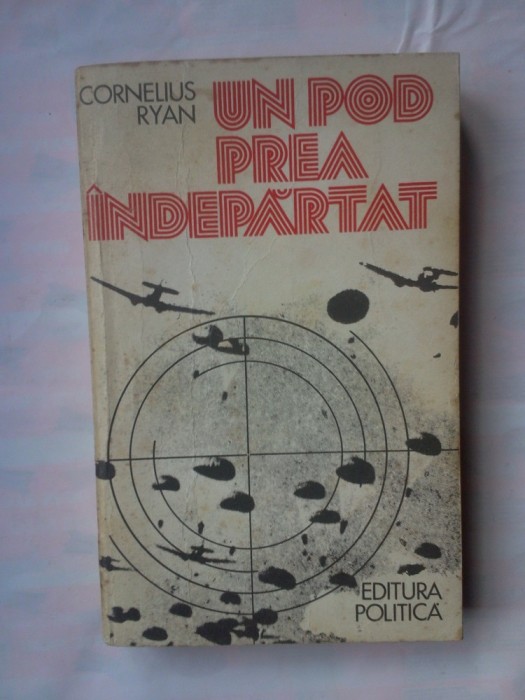 CORNELIUS
RYAN
UN POD
PREA
ÎNDEPĂRTAT
EDITURA
POLITICĂ